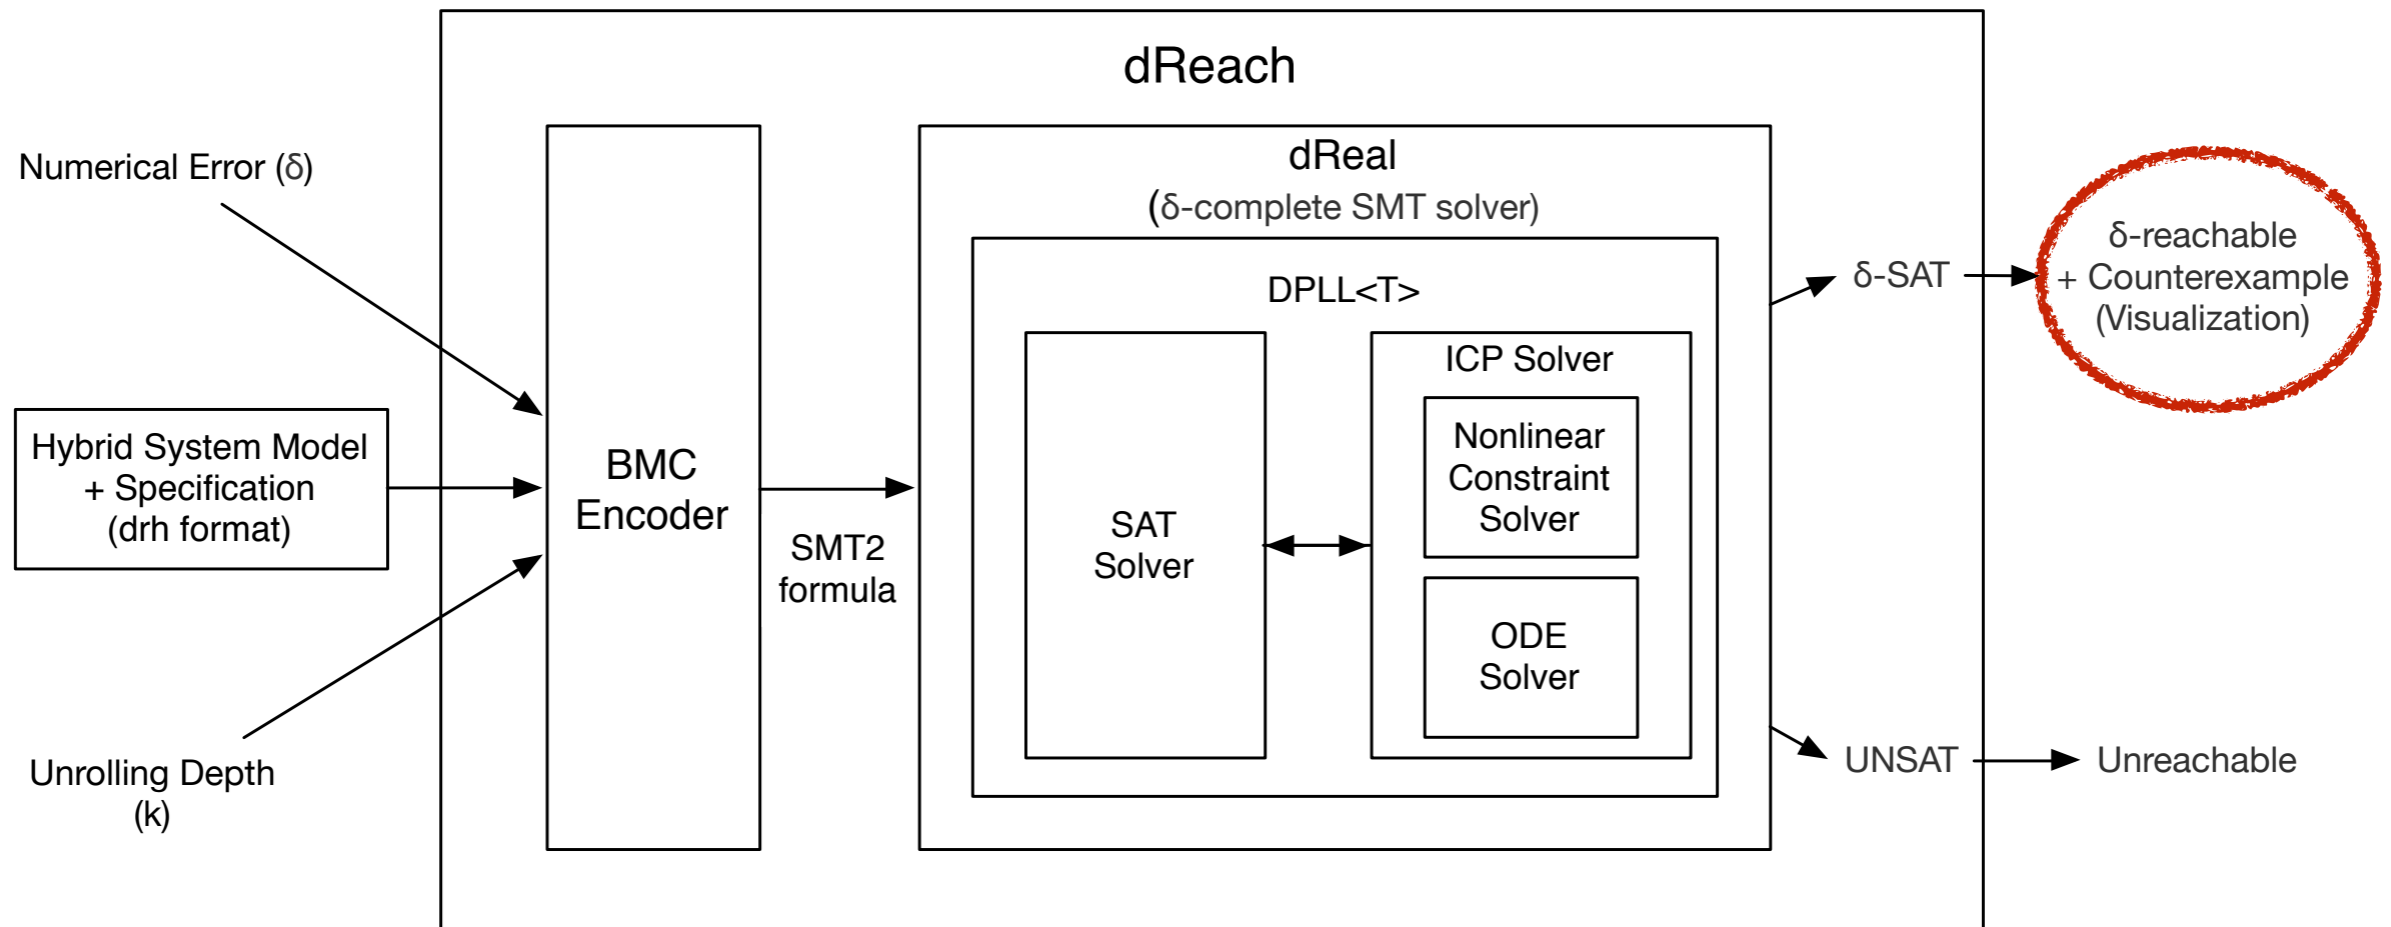 dReach
Numerical Error (δ)
Hybrid System Model
+ Specification
(drh format)
Unrolling Depth
(k)
BMC
Encoder
SMT2
formula
dReal
(δ-complete SMT solver)
DPLL<T>
SAT
Solver
ICP Solver
Nonlinear
Constraint
Solver
ODE
Solver
δ-SAT
δ-reachable
+ Counterexample
(Visualization)
UNSAT
Unreachable